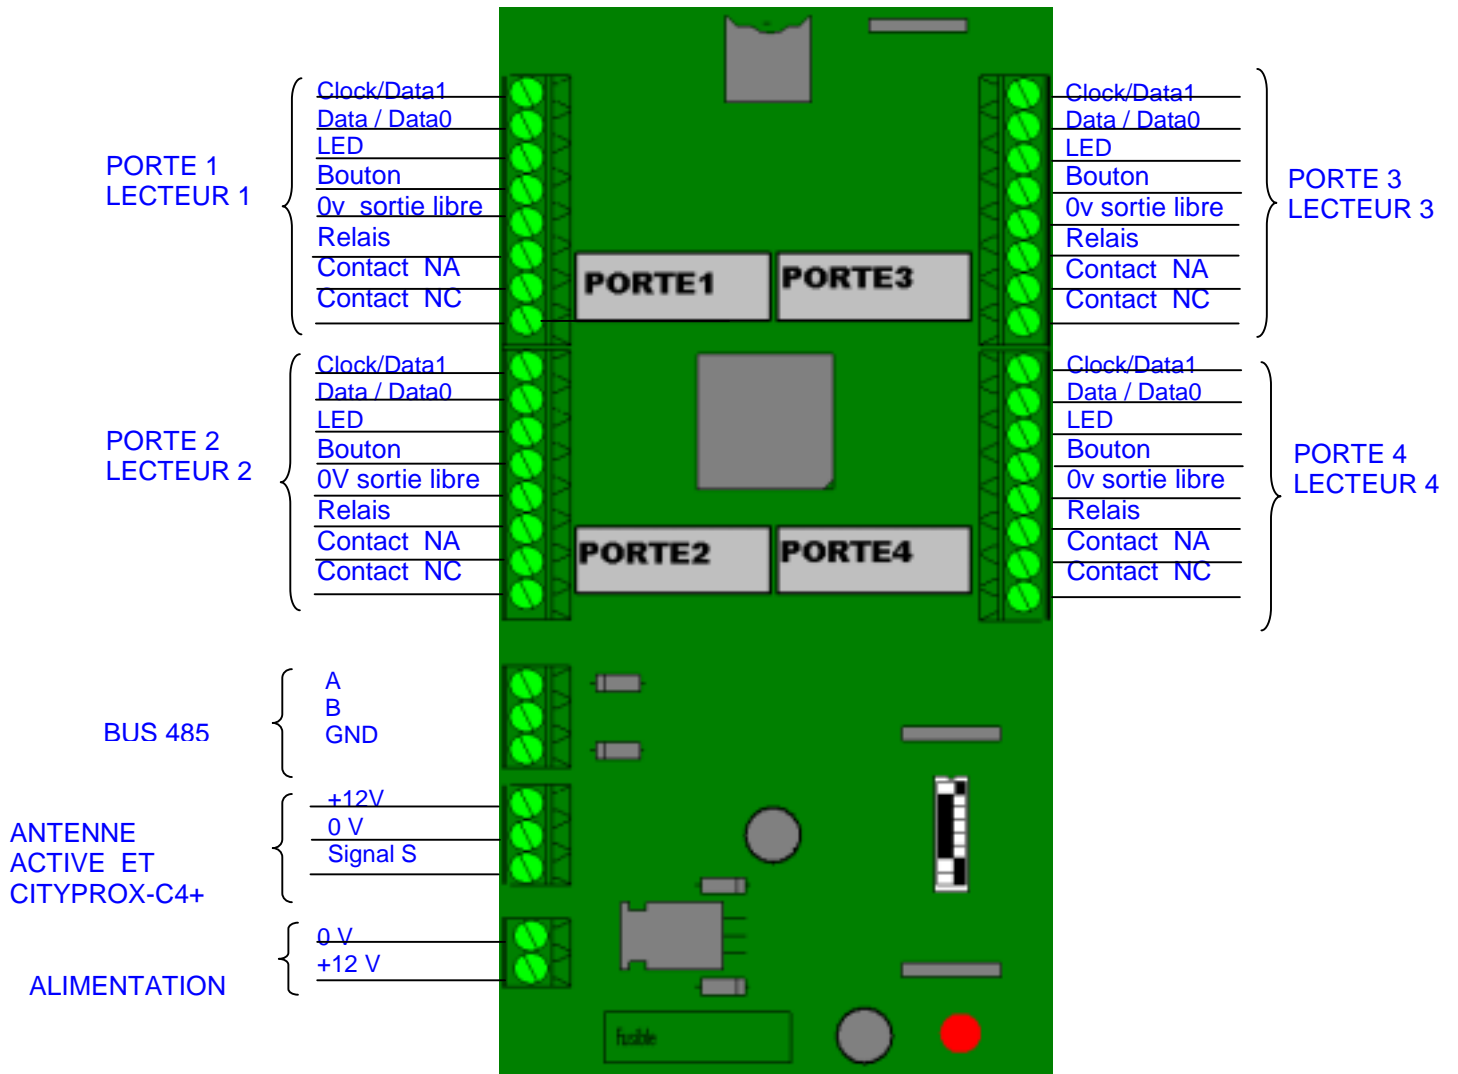 PORTE 1
LECTEUR 1
Clock/Data1
Data / Data0
LED
Bouton
0v  sortie libre
Relais
Contact  NA
Contact  NC
PORTE 2
LECTEUR 2
Clock/Data1
Data / Data0
LED
Bouton
0V sortie libre
Relais
Contact  NA
Contact  NC
BUS 485
A
B
GND
ANTENNE
ACTIVE  ET
CITYPROX-C4+
+12V
0 V
Signal S
ALIMENTATION
0 V
+12 V
PORTE1
PORTE3
PORTE2
PORTE4
Fusible
Clock/Data1
Data / Data0
LED
Bouton
0v sortie libre
Relais
Contact  NA
Contact  NC
PORTE 3
LECTEUR 3
Clock/Data1
Data / Data0
LED
Bouton
0v sortie libre
Relais
Contact  NA
Contact  NC
PORTE 4
LECTEUR 4